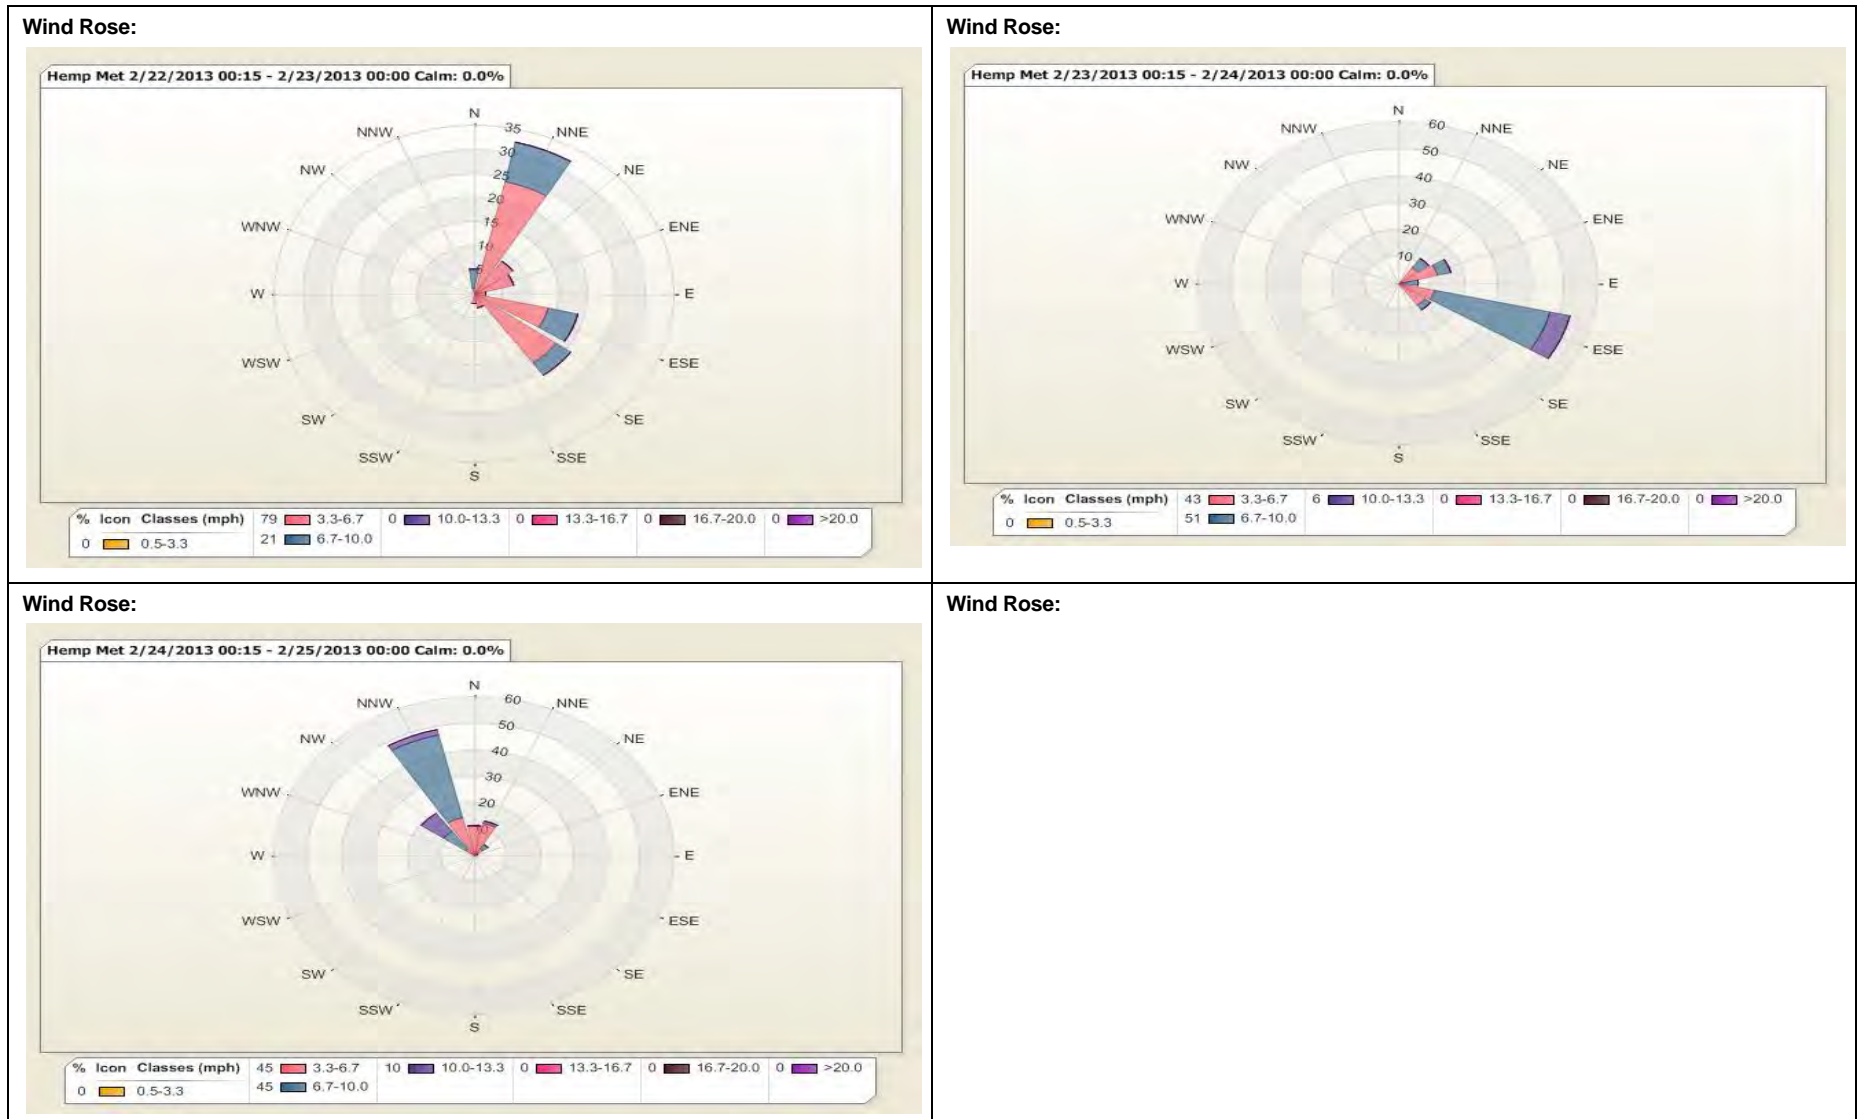 Wind Rose:
Hemp Met 2/22/2013 00:15 - 2/23/2013 00:00 Calm: 0.0%
N
NNW
35
NNE
30
NW
25
NE
20
15
WNW
10
ENE
5
W
E
WSW
ESE
SW
SE
SSW
SSE
S
% Icon Classes (mph) 79 3.3-6.7 0 10.0-13.3 0 13.3-16.7 0 16.7-20.0 0 >20.0
0 0.5-3.3 21 6.7-10.0
Wind Rose:
Hemp Met 2/23/2013 00:15 - 2/24/2013 00:00 Calm: 0.0%
N
NNW
60
NNE
50
NW
40
NE
30
WNW
20
ENE
10
W
E
WSW
ESE
SW
SE
SSW
SSE
S
% Icon Classes (mph) 43 3.3-6.7 6 10.0-13.3 0 13.3-16.7 0 16.7-20.0 0 >20.0
0 0.5-3.3 51 6.7-10.0
Wind Rose:
Hemp Met 2/24/2013 00:15 - 2/25/2013 00:00 Calm: 0.0%
N
NNW
60
NNE
50
NW
40
NE
30
WNW
20
ENE
10
W
E
WSW
ESE
SW
SE
SSW
SSE
S
% Icon Classes (mph) 45 3.3-6.7 10 10.0-13.3 0 13.3-16.7 0 16.7-20.0 0 >20.0
0 0.5-3.3 45 6.7-10.0
Wind Rose: